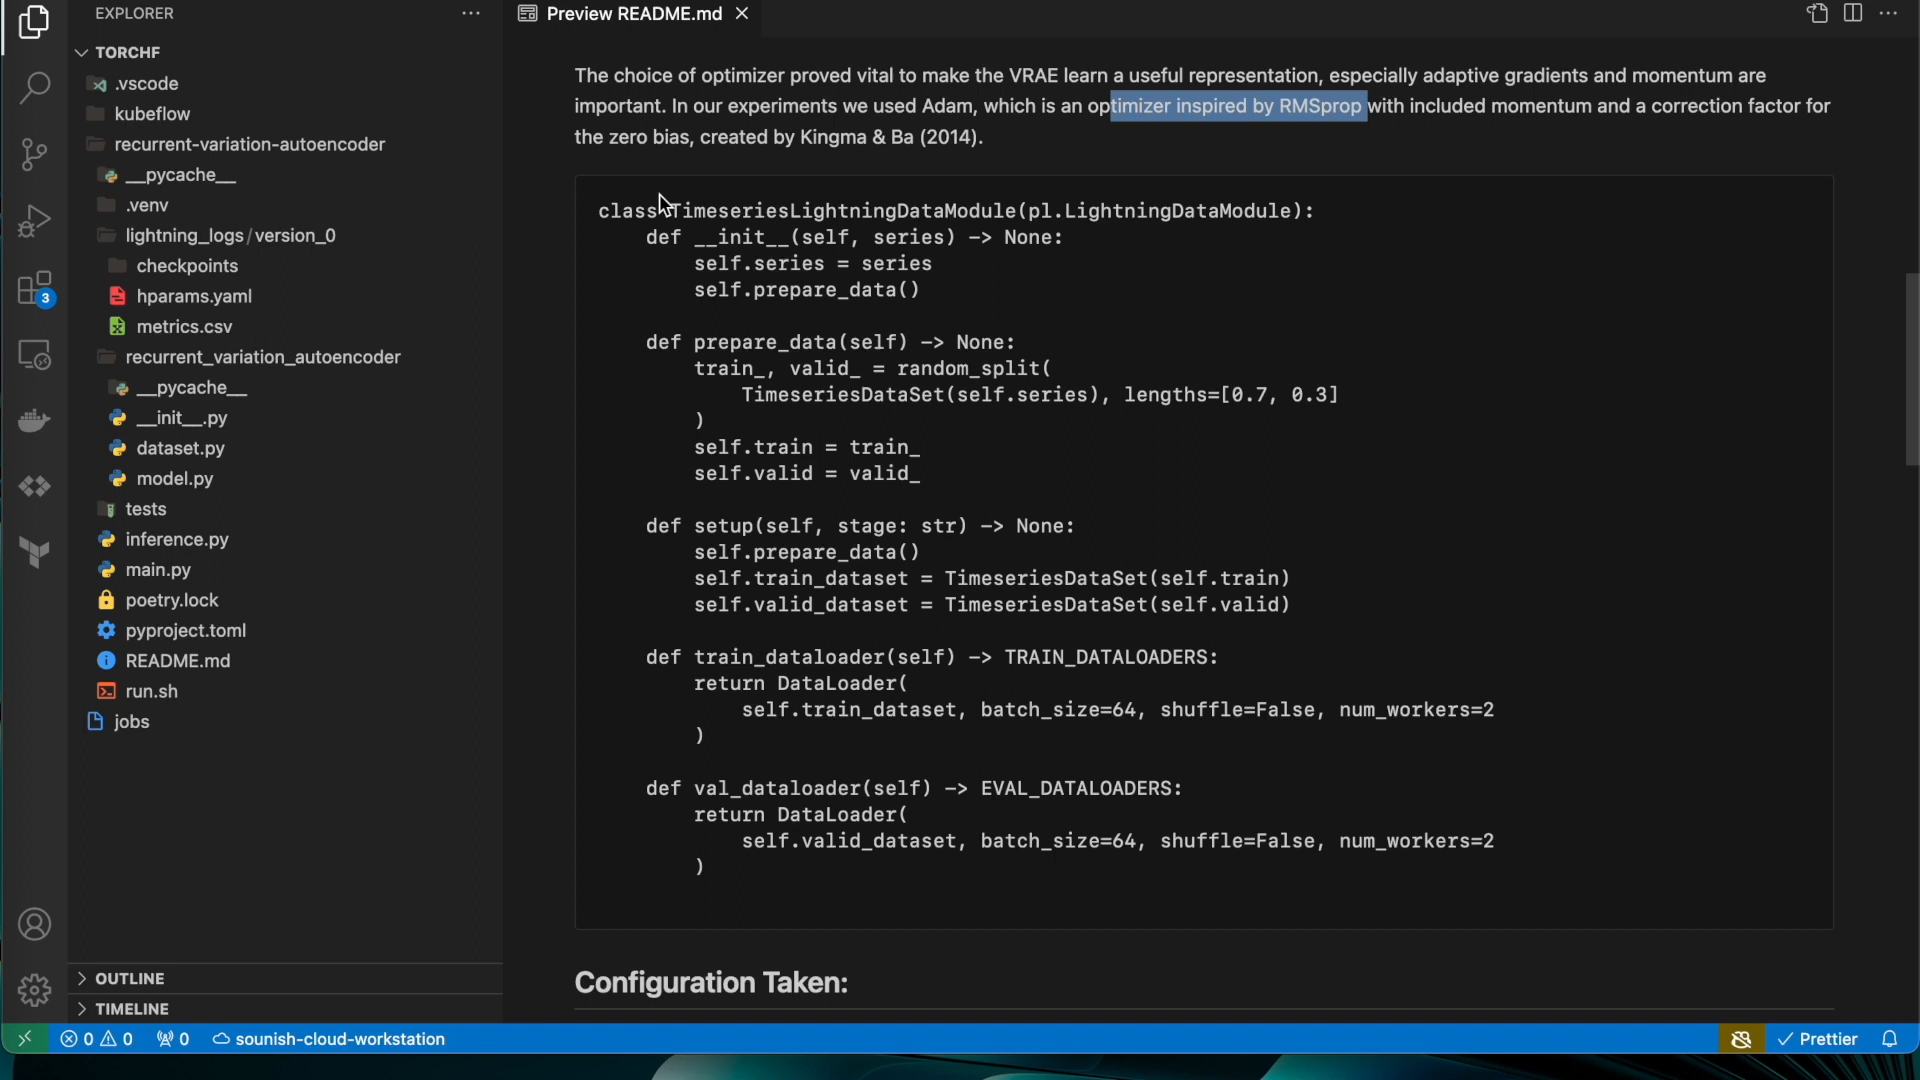 EXPLORER
TORCHF
.vscode
kubeflow
recurrent-variation-autoencoder
__pycache__
.venv
lightning_logs / version_0
checkpoints
hparams.yaml
metrics.csv
recurrent_variation_autoencoder
__pycache__
__init__.py
dataset.py
model.py
tests
inference.py
main.py
poetry.lock
pyproject.toml
README.md
run.sh
jobs
OUTLINE
TIMELINE
3
Preview README.md
The choice of optimizer proved vital to make the VRAE learn a useful representation, especially adaptive gradients and momentum are
important. In our experiments we used Adam, which is an optimizer inspired by RMSprop with included momentum and a correction factor for
the zero bias, created by Kingma & Ba (2014).
class TimeseriesLightningDataModule(pl.LightningDataModule):
    def __init__(self, series) -> None:
        self.series = series
        self.prepare_data()
    def prepare_data(self) -> None:
        train_, valid_ = random_split(
            TimeseriesDataSet(self.series), lengths=[0.7, 0.3]
        )
        self.train = train_
        self.valid = valid_
    def setup(self, stage: str) -> None:
        self.prepare_data()
        self.train_dataset = TimeseriesDataSet(self.train)
        self.valid_dataset = TimeseriesDataSet(self.valid)
    def train_dataloader(self) -> TRAIN_DATALOADERS:
        return DataLoader(
            self.train_dataset, batch_size=64, shuffle=False, num_workers=2
        )
    def val_dataloader(self) -> EVAL_DATALOADERS:
        return DataLoader(
            self.valid_dataset, batch_size=64, shuffle=False, num_workers=2
        )
Configuration Taken:
0 0 0 sounish-cloud-workstation Prettier